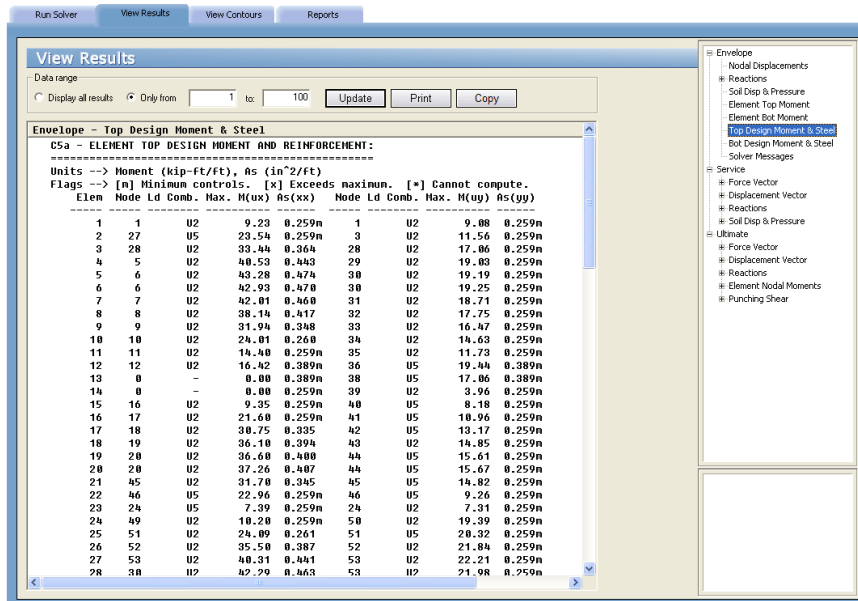 Run Solver View Results View Contours Reports
View Results
Data range
Display all results Only from 1 to: 100 Update Print Copy
Envelope - Top Design Moment & Steel
C5a - ELEMENT TOP DESIGN MOMENT AND REINFORCEMENT:
==================================================
Units --> Moment (kip-ft/ft), As (in^2/ft)
Flags --> [m] Minimum controls. [x] Exceeds maximum. [*] Cannot compute.
Elem Node Ld Comb. Max. M(ux) As(xx) Node Ld Comb. Max. M(uy) As(yy)
----- ----- -------- ---------- ------- ----- -------- ---------- -------
1 1 U2 9.23 0.259m 1 U2 9.08 0.259m
2 27 U5 23.54 0.259m 3 U2 11.56 0.259m
3 28 U2 33.44 0.364 28 U2 17.06 0.259m
4 5 U2 40.53 0.443 29 U2 19.03 0.259m
5 6 U2 43.28 0.474 30 U2 19.19 0.259m
6 6 U2 42.93 0.470 30 U2 19.25 0.259m
7 7 U2 42.01 0.460 31 U2 18.71 0.259m
8 8 U2 38.14 0.417 32 U2 17.75 0.259m
9 9 U2 31.94 0.348 33 U2 16.47 0.259m
10 10 U2 24.01 0.260 34 U2 14.63 0.259m
11 11 U2 14.40 0.259m 35 U2 11.73 0.259m
12 12 U2 16.42 0.389m 36 U5 19.44 0.389m
13 0 - 0.00 0.389m 38 U5 17.06 0.389m
14 0 - 0.00 0.259m 39 U2 3.96 0.259m
15 16 U2 9.35 0.259m 40 U5 8.18 0.259m
16 17 U2 21.60 0.259m 41 U5 10.96 0.259m
17 18 U2 30.75 0.335 42 U5 13.17 0.259m
18 19 U2 36.10 0.394 43 U2 14.85 0.259m
19 20 U2 36.60 0.400 44 U5 15.61 0.259m
20 20 U2 37.26 0.407 44 U5 15.67 0.259m
21 45 U2 31.70 0.345 45 U5 14.82 0.259m
22 46 U5 22.96 0.259m 46 U5 9.26 0.259m
23 24 U5 7.39 0.259m 24 U2 7.31 0.259m
24 49 U2 10.20 0.259m 50 U2 19.39 0.259m
25 51 U2 24.09 0.261 51 U5 20.32 0.259m
26 52 U2 35.50 0.387 52 U2 21.84 0.259m
27 53 U2 40.31 0.441 53 U2 22.21 0.259m
28 30 U2 42.29 0.463 53 U2 21.98 0.259m
Envelope
Nodal Displacements
Reactions
Soil Disp & Pressure
Element Top Moment
Element Bot Moment
Top Design Moment & Steel
Bot Design Moment & Steel
Solver Messages
Service
Force Vector
Displacement Vector
Reactions
Soil Disp & Pressure
Ultimate
Force Vector
Displacement Vector
Reactions
Element Nodal Moments
Punching Shear